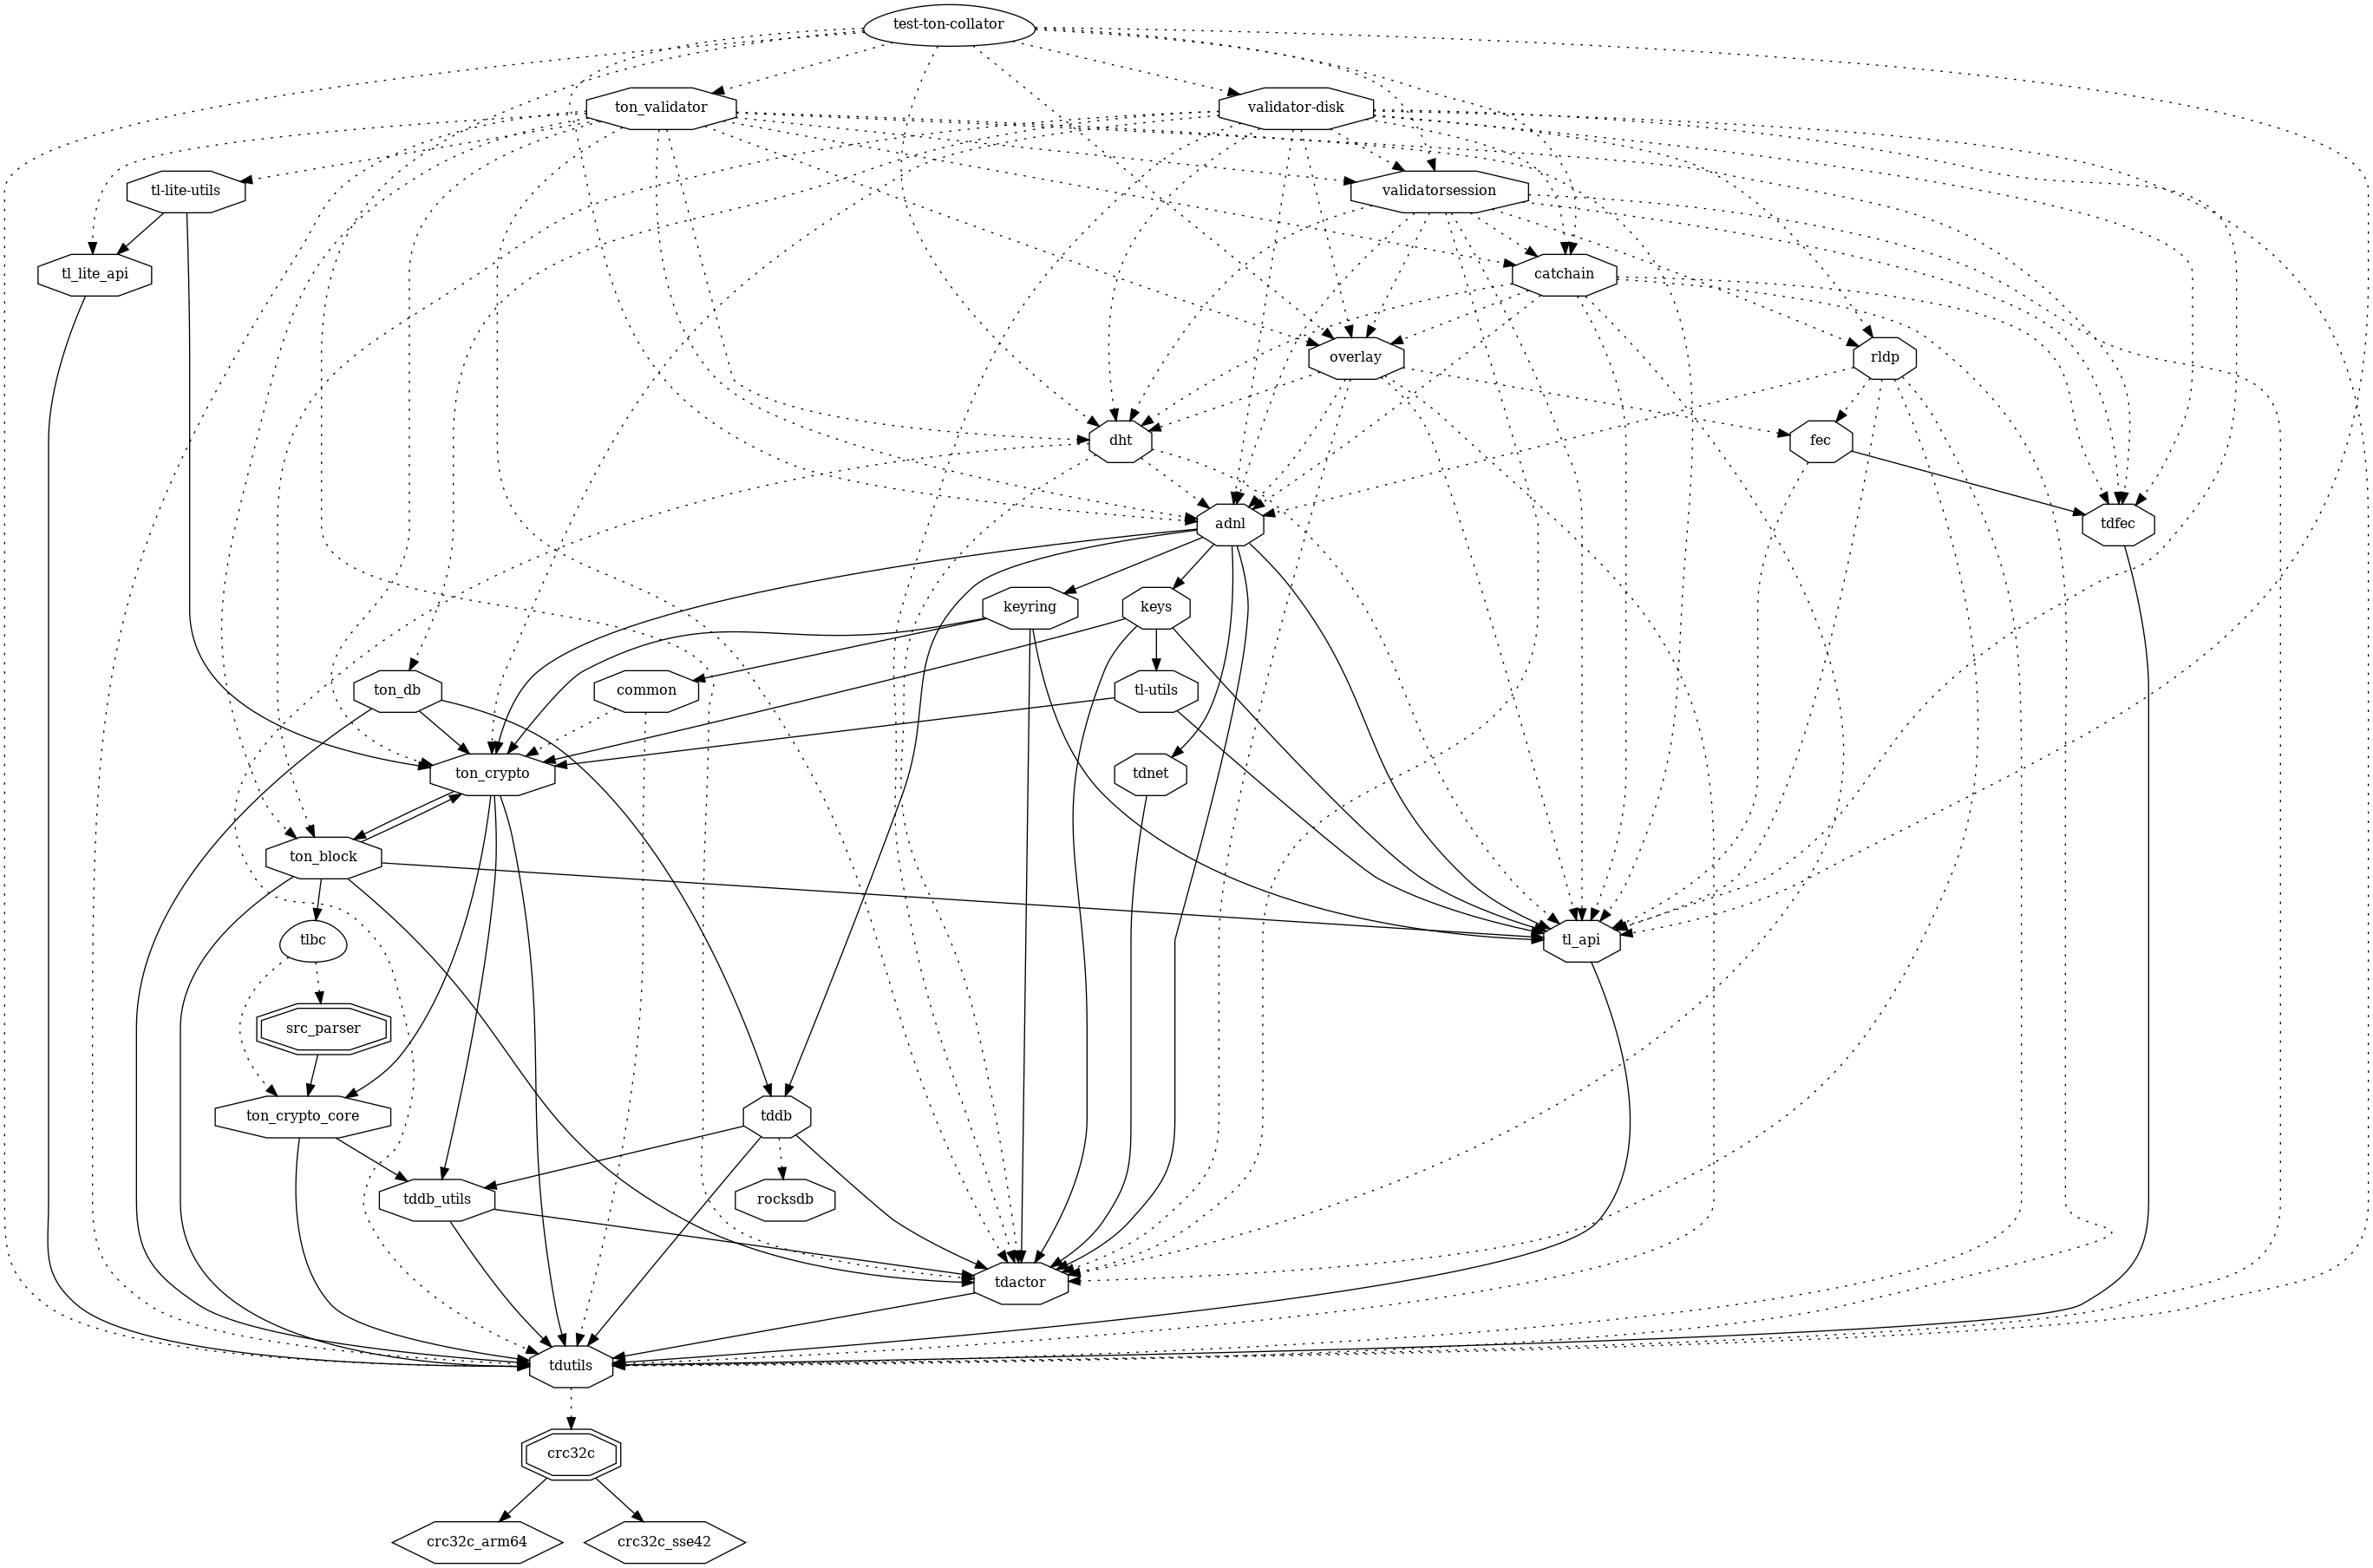 test-ton-collator
ton_validator
validator-disk
tl-lite-utils
validatorsession
tl_lite_api
catchain
overlay
rldp
dht
fec
adnl
tdfec
keyring
keys
ton_db
common
tl-utils
ton_crypto
tdnet
ton_block
tlbc
tl_api
src_parser
ton_crypto_core
tddb
tddb_utils
rocksdb
tdactor
tdutils
crc32c
crc32c_arm64
crc32c_sse42